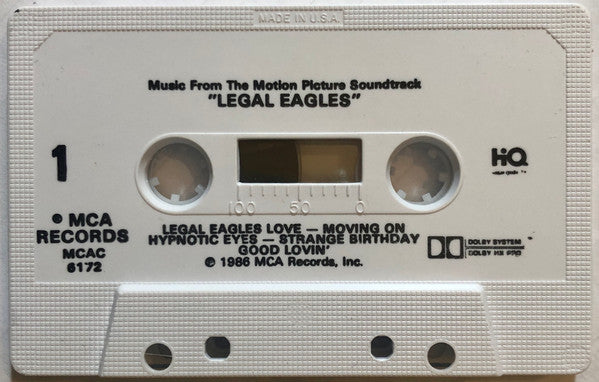 MADE IN U.S.A.
Music From The Motion Picture Soundtrack
"LEGAL EAGLES"
1
HiQ
100 50 0
MCA
RECORDS
MCAC
6172
LEGAL EAGLES LOVE — MOVING ON
HYPNOTIC EYES — STRANGE BIRTHDAY
GOOD LOVIN'
℗ 1986 MCA Records, Inc.
DOLBY SYSTEM
DOLBY HX PRO